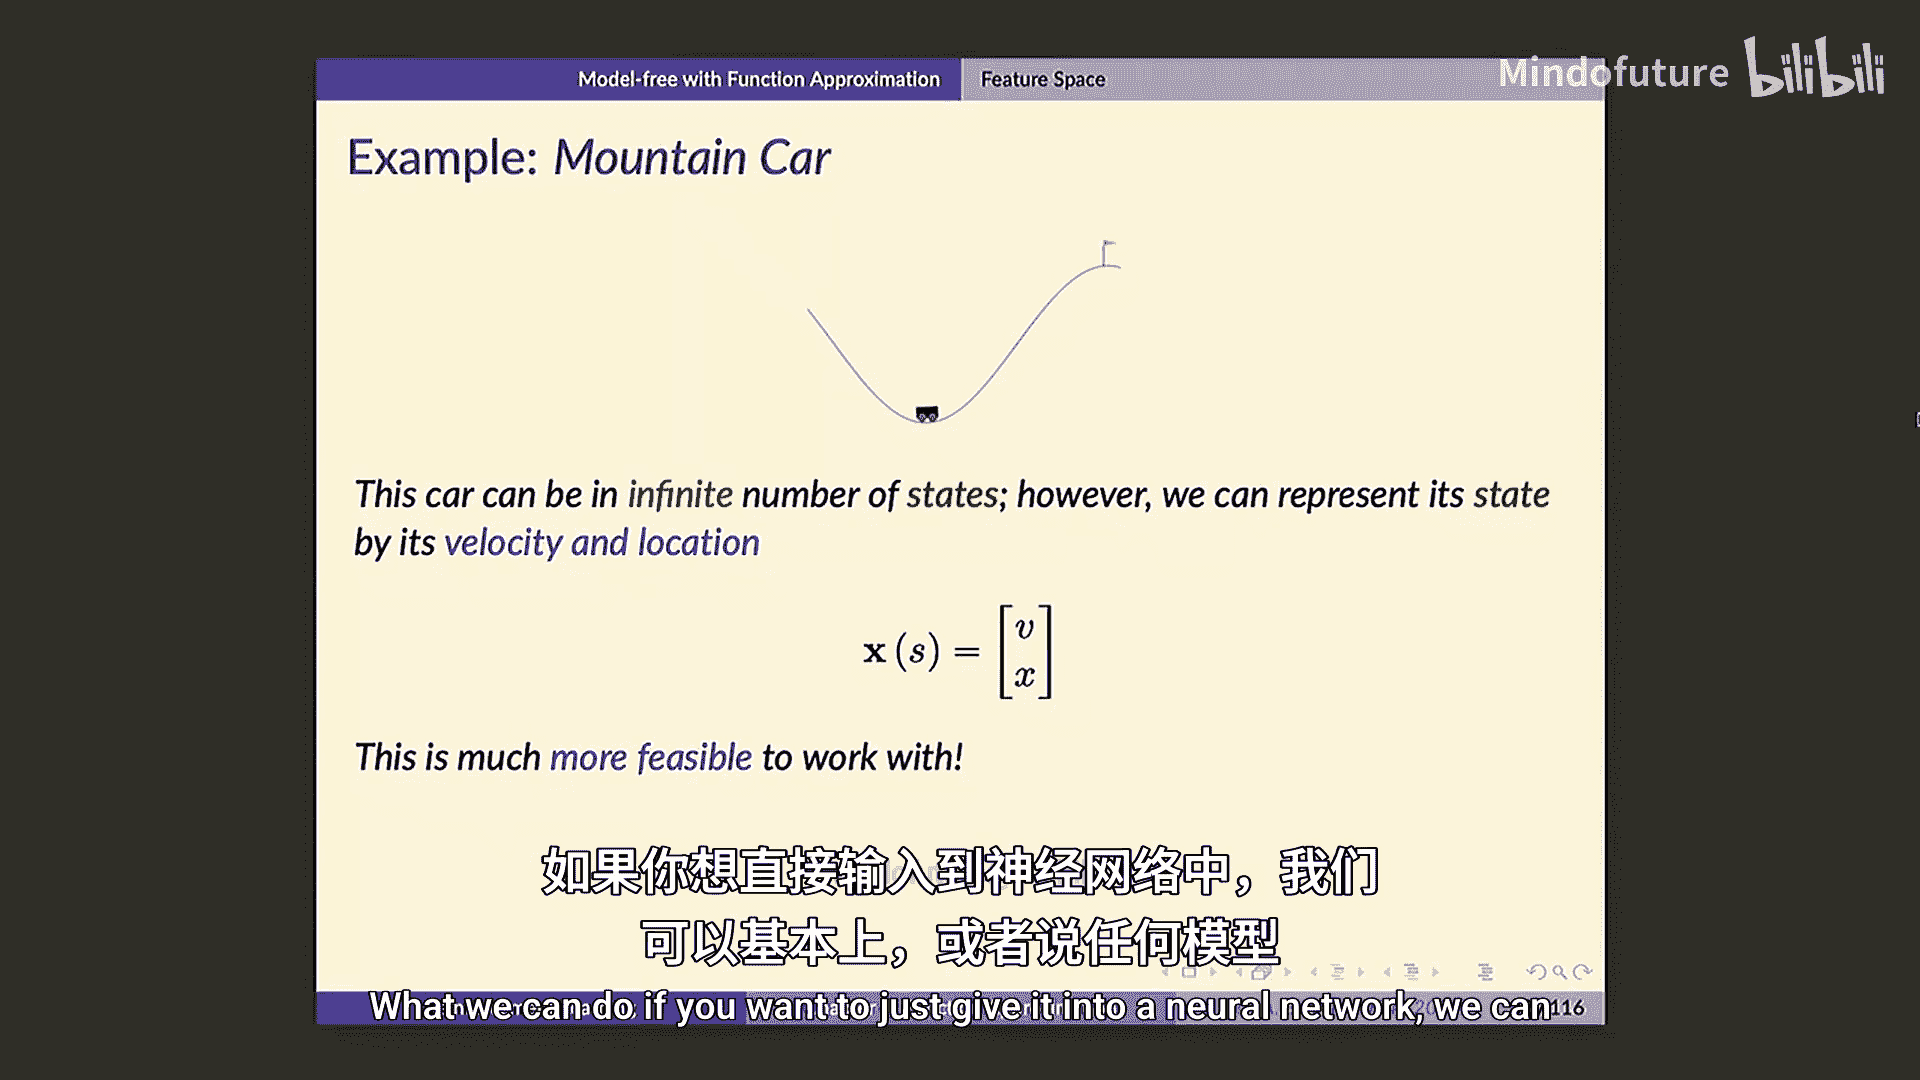 Model-free with Function Approximation
Feature Space
Mindofuture bilibili
Example: Mountain Car
This car can be in infinite number of states; however, we can represent its state
by its velocity and location
x (s) = [v x]
This is much more feasible to work with!
如果你想直接输入到神经网络中，我们
可以基本上，或者说任何模型
What we can do if you want to just give it into a neural network, we can
116